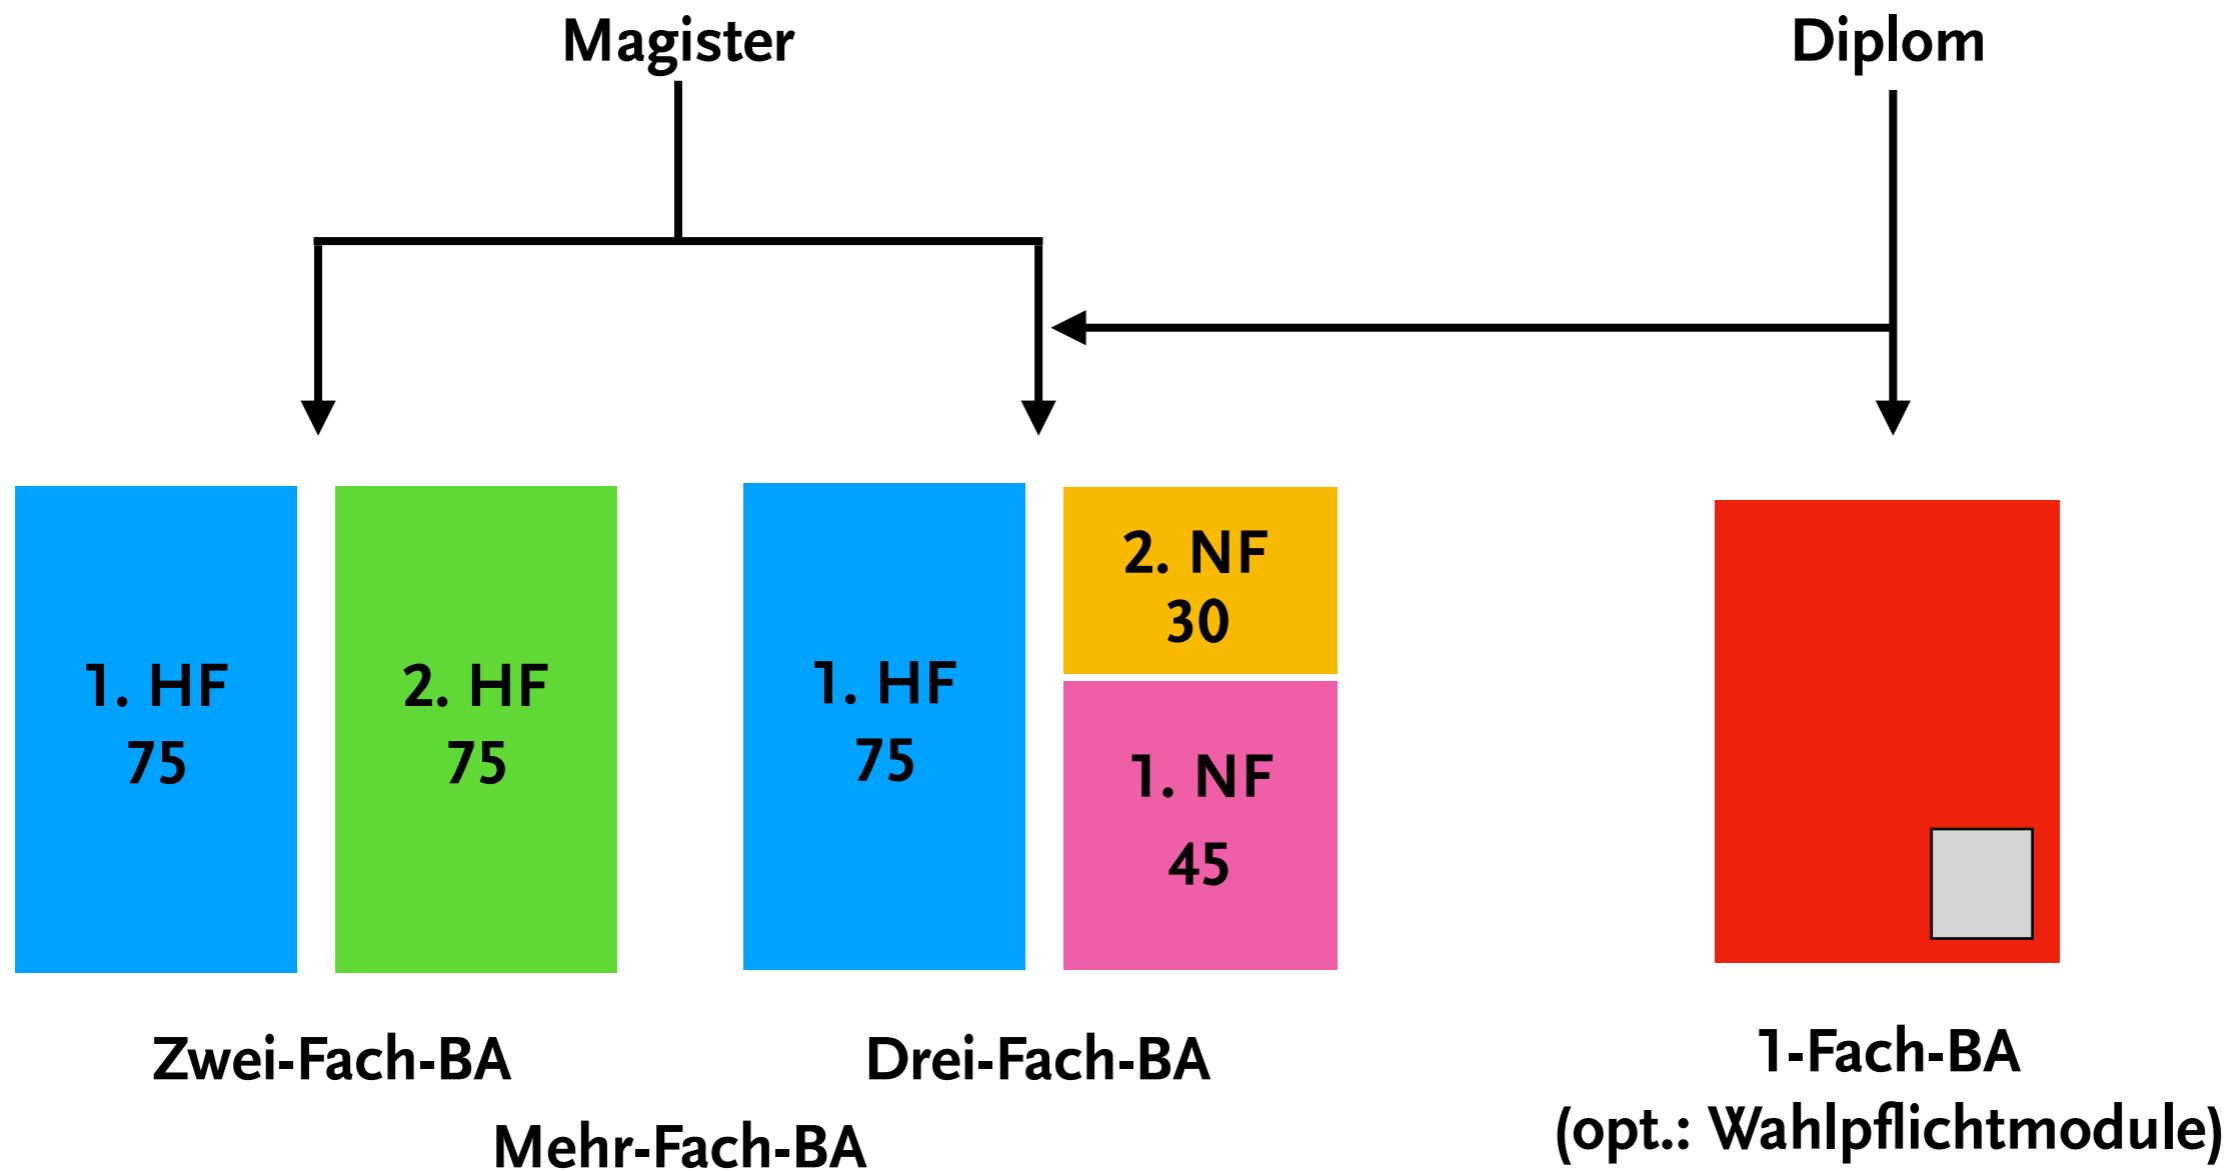 Magister
Diplom
1. HF
75
2. HF
75
1. HF
75
2. NF
30
1. NF
45
Zwei-Fach-BA
Drei-Fach-BA
Mehr-Fach-BA
1-Fach-BA
(opt.: Wahlpflichtmodule)